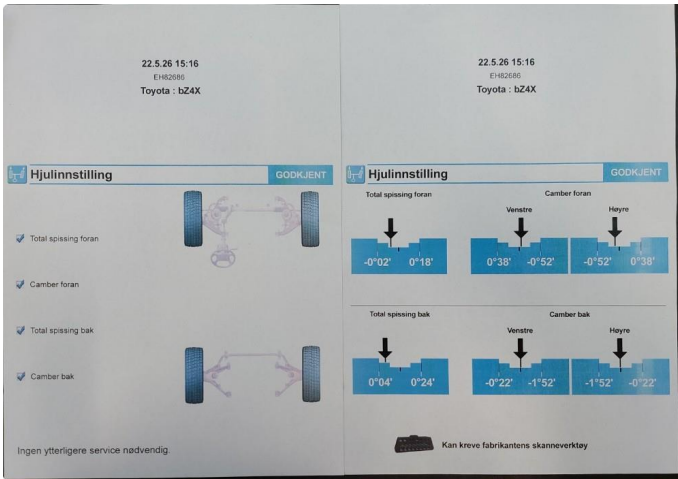 22.5.26 15:16
EH82686
Toyota : bZ4X
Hjulinnstilling
GODKJENT
Total spissing foran
Camber foran
Total spissing bak
Camber bak
Ingen ytterligere service nødvendig.
22.5.26 15:16
EH82686
Toyota : bZ4X
Hjulinnstilling
GODKJENT
Total spissing foran
Camber foran
Venstre
Høyre
-0°02' 0°18'
0°38' -0°52'
-0°52' 0°38'
Total spissing bak
Camber bak
Venstre
Høyre
0°04' 0°24'
-0°22' -1°52'
-1°52' -0°22'
Kan kreve fabrikantens skanneverktøy